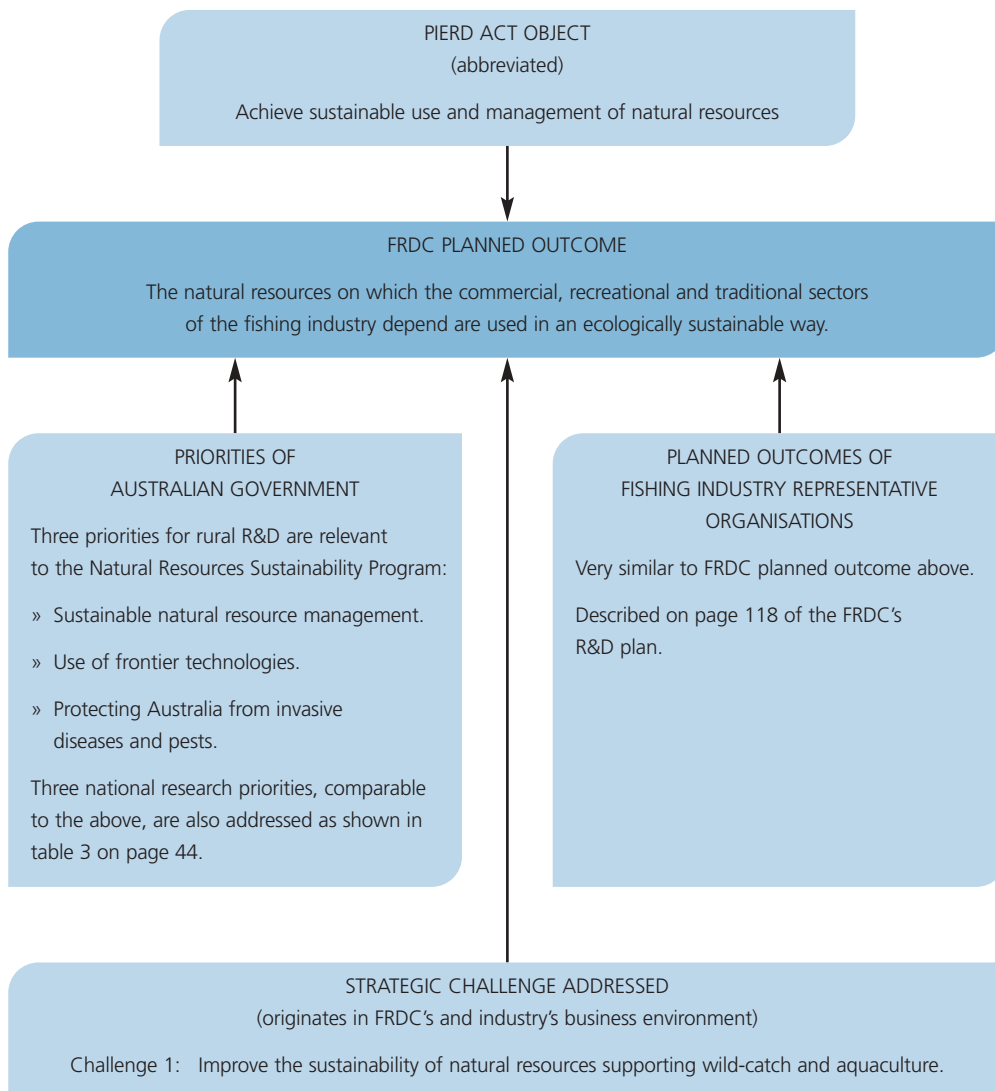 PIERD ACT OBJECT
(abbreviated)
Achieve sustainable use and management of natural resources
FRDC PLANNED OUTCOME
The natural resources on which the commercial, recreational and traditional sectors
of the fishing industry depend are used in an ecologically sustainable way.
PRIORITIES OF
AUSTRALIAN GOVERNMENT
Three priorities for rural R&D are relevant
to the Natural Resources Sustainability Program:
» Sustainable natural resource management.
» Use of frontier technologies.
» Protecting Australia from invasive
diseases and pests.
Three national research priorities, comparable
to the above, are also addressed as shown in
table 3 on page 44.
PLANNED OUTCOMES OF
FISHING INDUSTRY REPRESENTATIVE
ORGANISATIONS
Very similar to FRDC planned outcome above.
Described on page 118 of the FRDC's
R&D plan.
STRATEGIC CHALLENGE ADDRESSED
(originates in FRDC's and industry's business environment)
Challenge 1: Improve the sustainability of natural resources supporting wild-catch and aquaculture.